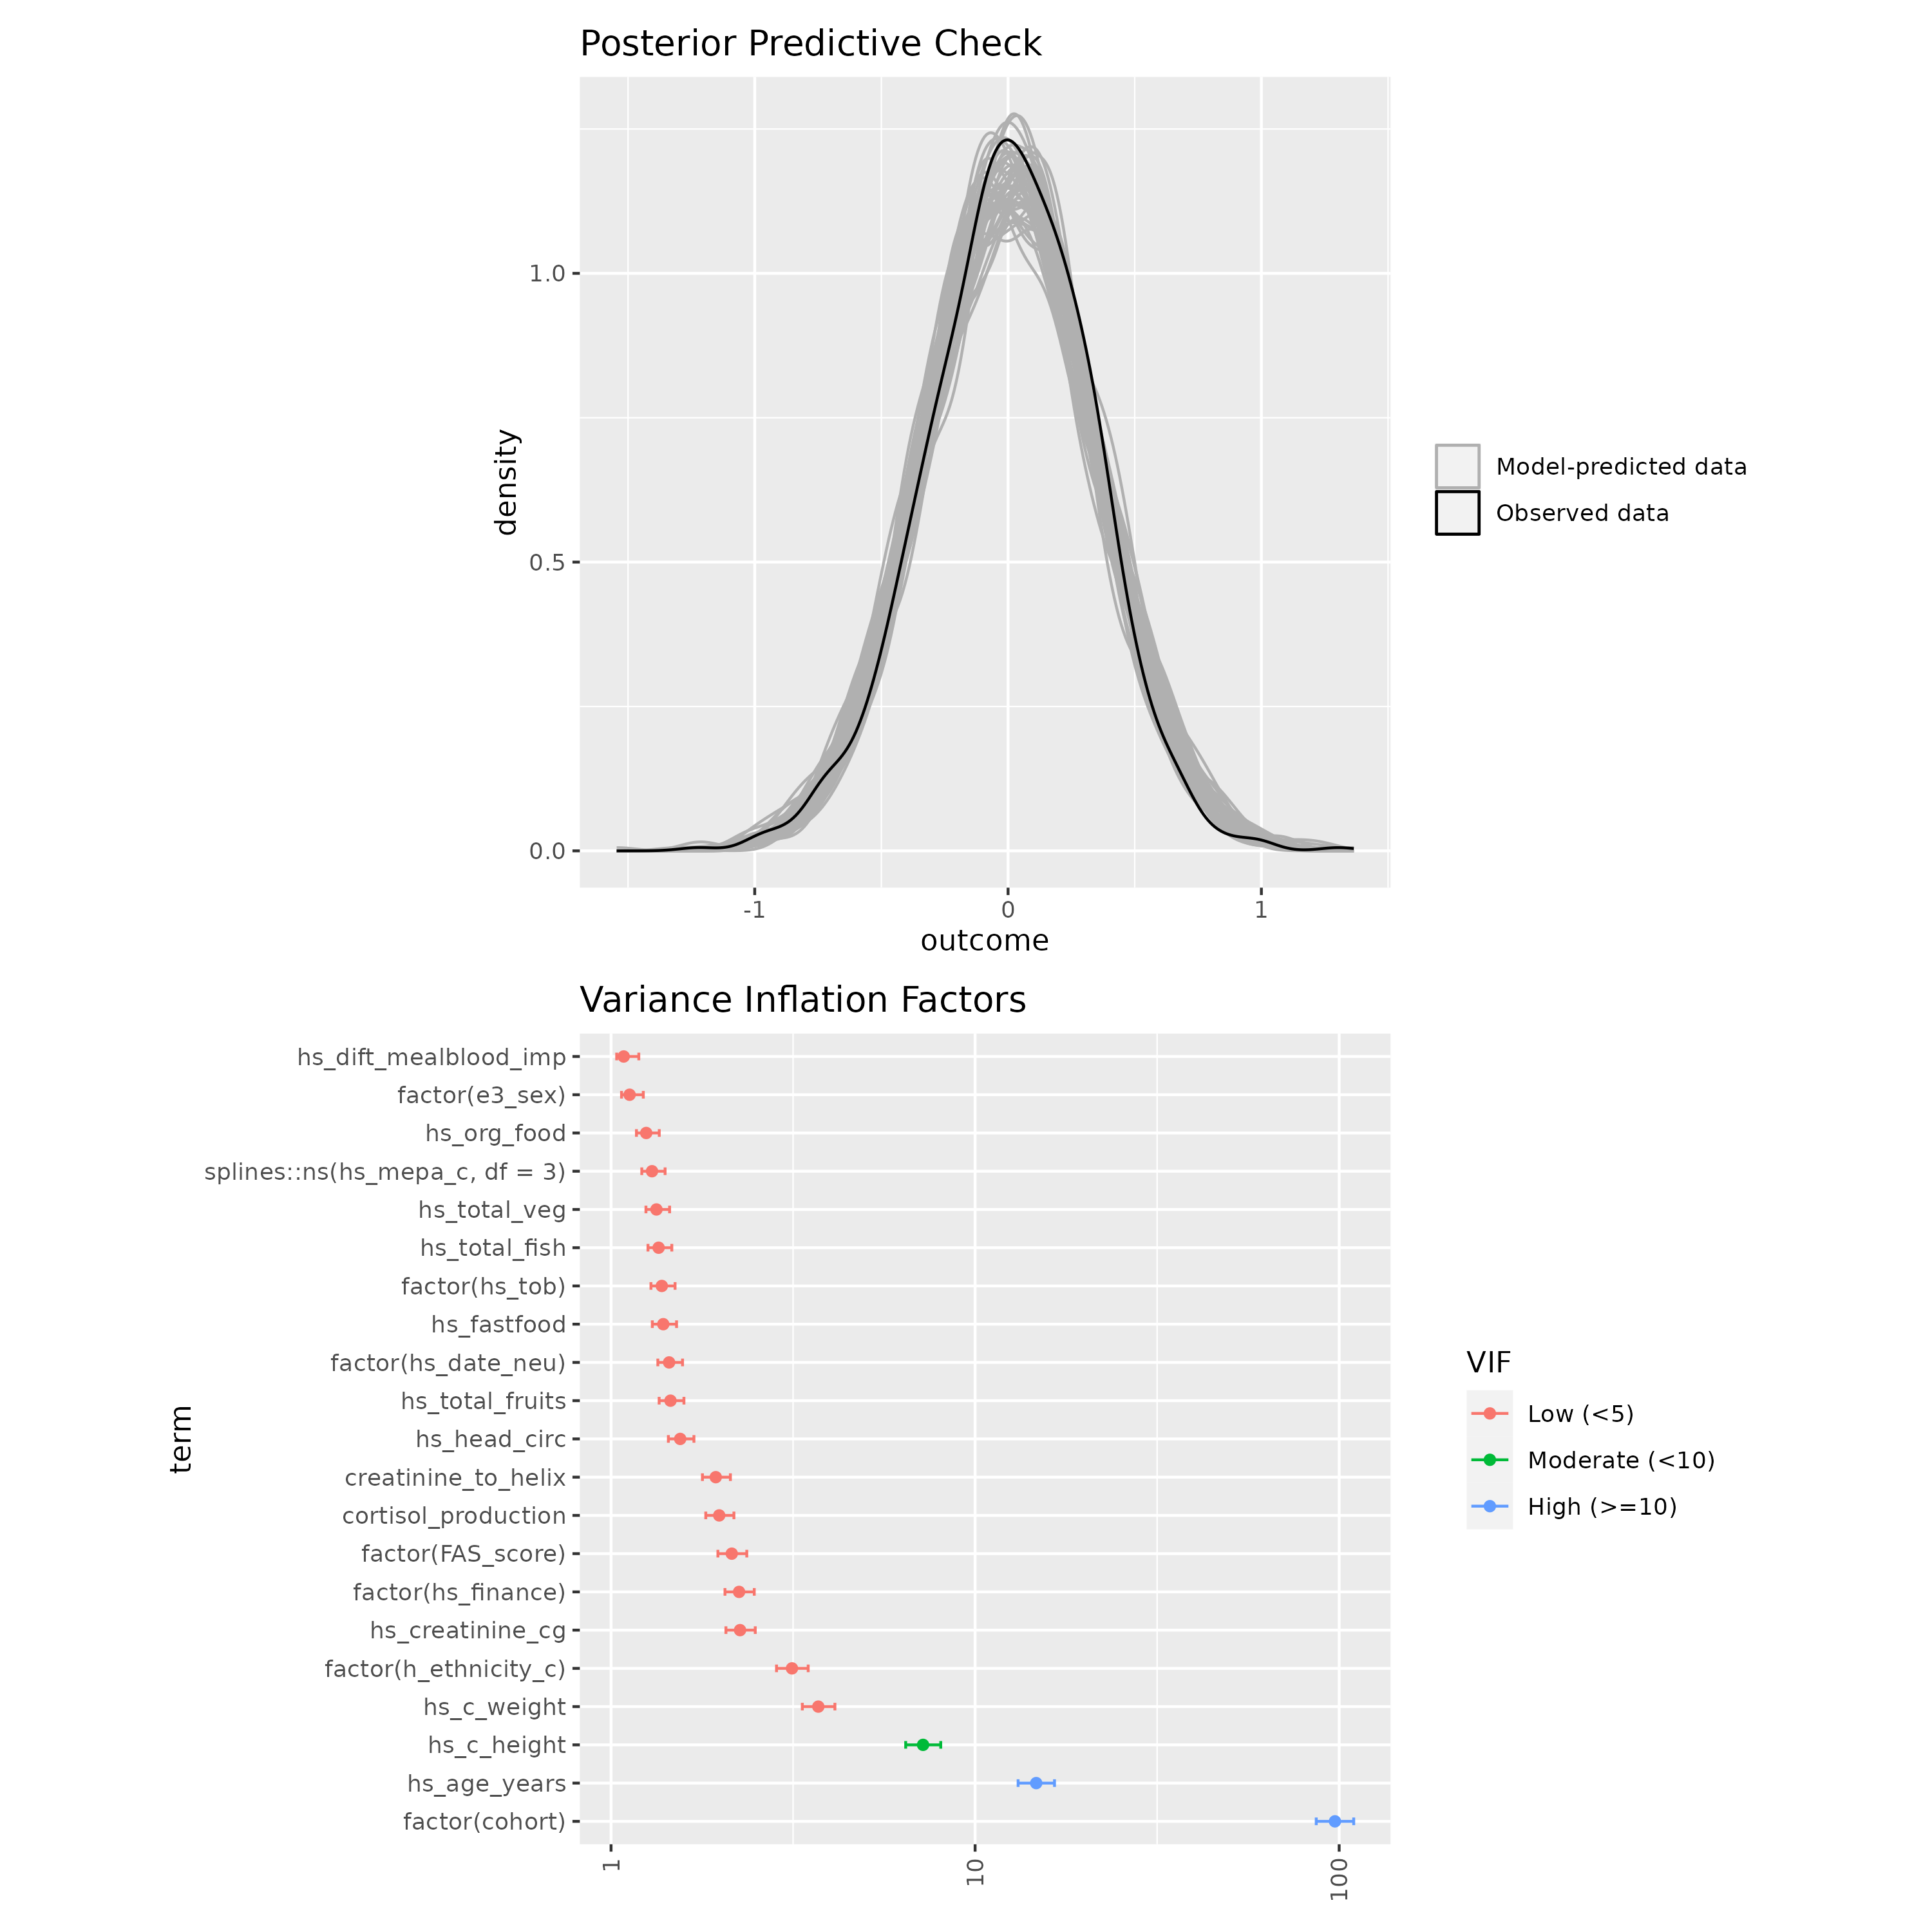 Posterior Predictive Check
density
1.0
0.5
0.0
-1 0 1
outcome
Model-predicted data
Observed data
Variance Inflation Factors
term
hs_dift_mealblood_imp
factor(e3_sex)
hs_org_food
splines::ns(hs_mepa_c, df = 3)
hs_total_veg
hs_total_fish
factor(hs_tob)
hs_fastfood
factor(hs_date_neu)
hs_total_fruits
hs_head_circ
creatinine_to_helix
cortisol_production
factor(FAS_score)
factor(hs_finance)
hs_creatinine_cg
factor(h_ethnicity_c)
hs_c_weight
hs_c_height
hs_age_years
factor(cohort)
1 10 100
VIF
Low (<5)
Moderate (<10)
High (>=10)